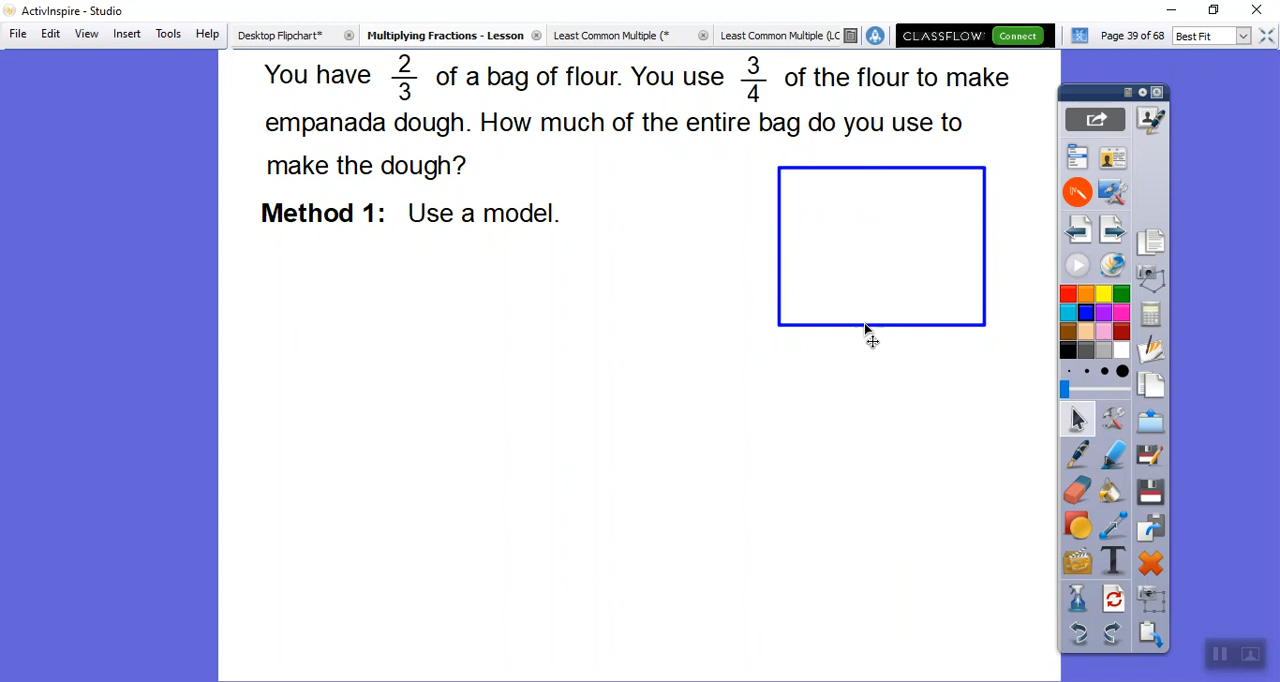 ActivInspire - Studio
File Edit View Insert Tools Help
Desktop Flipchart* Multiplying Fractions - Lesson Least Common Multiple (* Least Common Multiple (LC CLASSFLOW Connect Page 39 of 68 Best Fit
You have 2/3 of a bag of flour. You use 3/4 of the flour to make
empanada dough. How much of the entire bag do you use to
make the dough?
Method 1: Use a model.
T